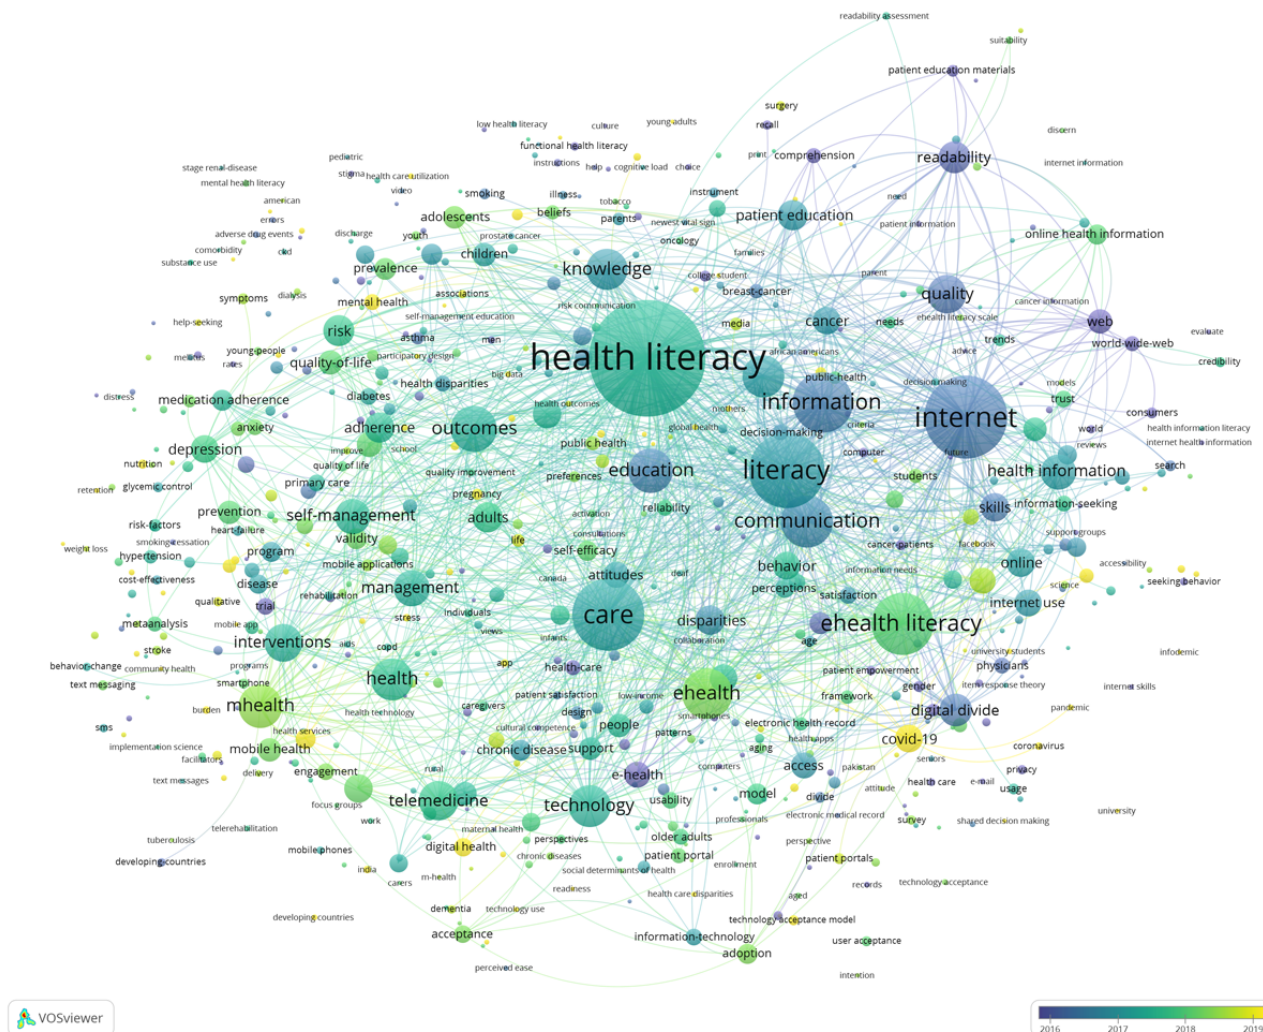 readability assessment
suitability
patient education materials
surgery
recall
low health literacy
culture
young-adults
functional health literacy
discern
print
comprehension
readability
pediatric
instructions
help
cognitive load
choice
internet information
stage renal-disease
stigma
health care utilization
mental health literacy
video
smoking
illness
instrument
need
american
tobacco
errors
adolescents
beliefs
parents
newest vital sign
patient education
patient information
adverse drug events
discharge
youth
prostate cancer
oncology
online health information
comorbidity
ckd
children
families
substance use
prevalence
knowledge
college student
parent
symptoms
dialysis
mental health
associations
risk communication
breast-cancer
quality
cancer information
help-seeking
self-management education
media
cancer
needs
ehealth literacy scale
web
risk
asthma
men
evaluate
young-people
participatory design
health literacy
african americans
trends
world-wide-web
rates
quality-of-life
advice
credibility
big data
public-health
decision making
models
distress
diabetes
health disparities
medication adherence
health outcomes
mothers
information
trust
consumers
anxiety
adherence
outcomes
global health
decision-making
criteria
internet
world
health information literacy
depression
improve
school
public health
computer
future
reviews
internet health information
nutrition
quality of life
quality improvement
preferences
education
literacy
students
health information
search
glycemic control
primary care
retention
pregnancy
reliability
information-seeking
prevention
self-management
adults
activation
communication
skills
risk-factors
heart-failure
consultations
support groups
smoking-cessation
validity
life
cancer-patients
facebook
weight loss
hypertension
program
self-efficacy
mobile applications
behavior
information needs
online
accessibility
cost-effectiveness
disease
canada
attitudes
deaf
perceptions
science
seeking behavior
management
rehabilitation
satisfaction
internet use
qualitative
trial
individuals
care
disparities
ehealth literacy
metaanalysis
mobile app
stress
views
infants
collaboration
age
interventions
aids
copd
university students
infodemic
stroke
behavior-change
community health
programs
app
health-care
patient empowerment
physicians
text messaging
smartphone
health
low-income
gender
item response theory
internet skills
mhealth
burden
patient satisfaction
ehealth
framework
caregivers
design
smartphones
digital divide
pandemic
health technology
cultural competence
people
electronic health record
sms
health services
patterns
health apps
covid-19
implementation science
mobile health
chronic disease
support
aging
coronavirus
facilitators
seniors
text messages
delivery
engagement
rural
e-health
computers
access
pakistan
privacy
health care
e-mail
usage
focus groups
telemedicine
technology
usability
model
divide
attitude
university
work
professionals
electronic medical record
survey
shared decision making
telerehabilitation
maternal health
tuberculosis
perspectives
older adults
perspective
developing-countries
mobile phones
digital health
chronic diseases
patient portal
enrollment
patient portals
india
m-health
social determinants of health
carers
readiness
health care disparities
aged
records
technology acceptance
dementia
technology use
developing countries
technology acceptance model
acceptance
information-technology
user acceptance
adoption
perceived ease
intention
VOSviewer
2016
2017
2018
2019